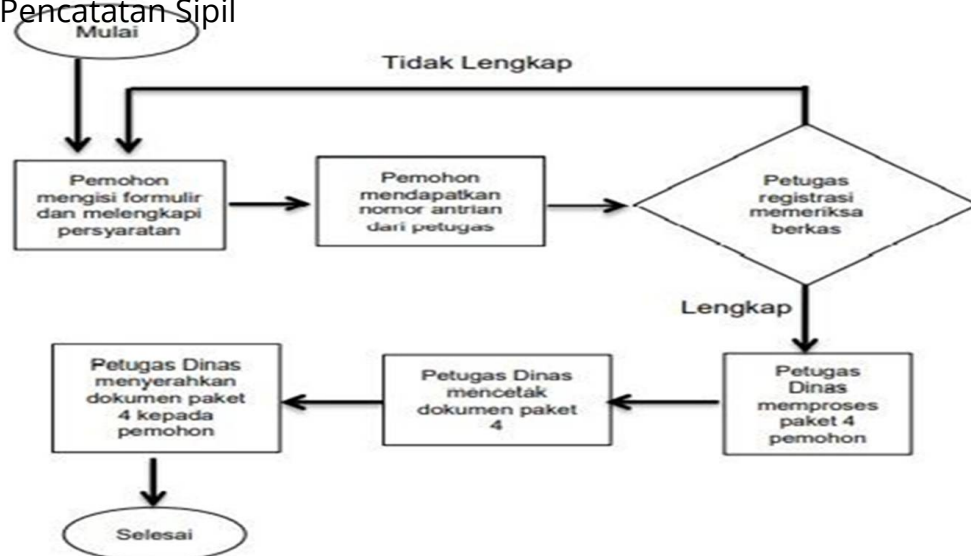 Pencatatan Sipil
Mulai
Tidak Lengkap
Pemohon
mengisi formulir
dan melengkapi
persyaratan
Pemohon
mendapatkan
nomor antrian
dari petugas
Petugas
registrasi
memeriksa
berkas
Lengkap
Petugas
Dinas
memproses
paket 4
pemohon
Petugas Dinas
mencetak
dokumen paket
4
Petugas Dinas
menyerahkan
dokumen paket
4 kepada
pemohon
Selesai